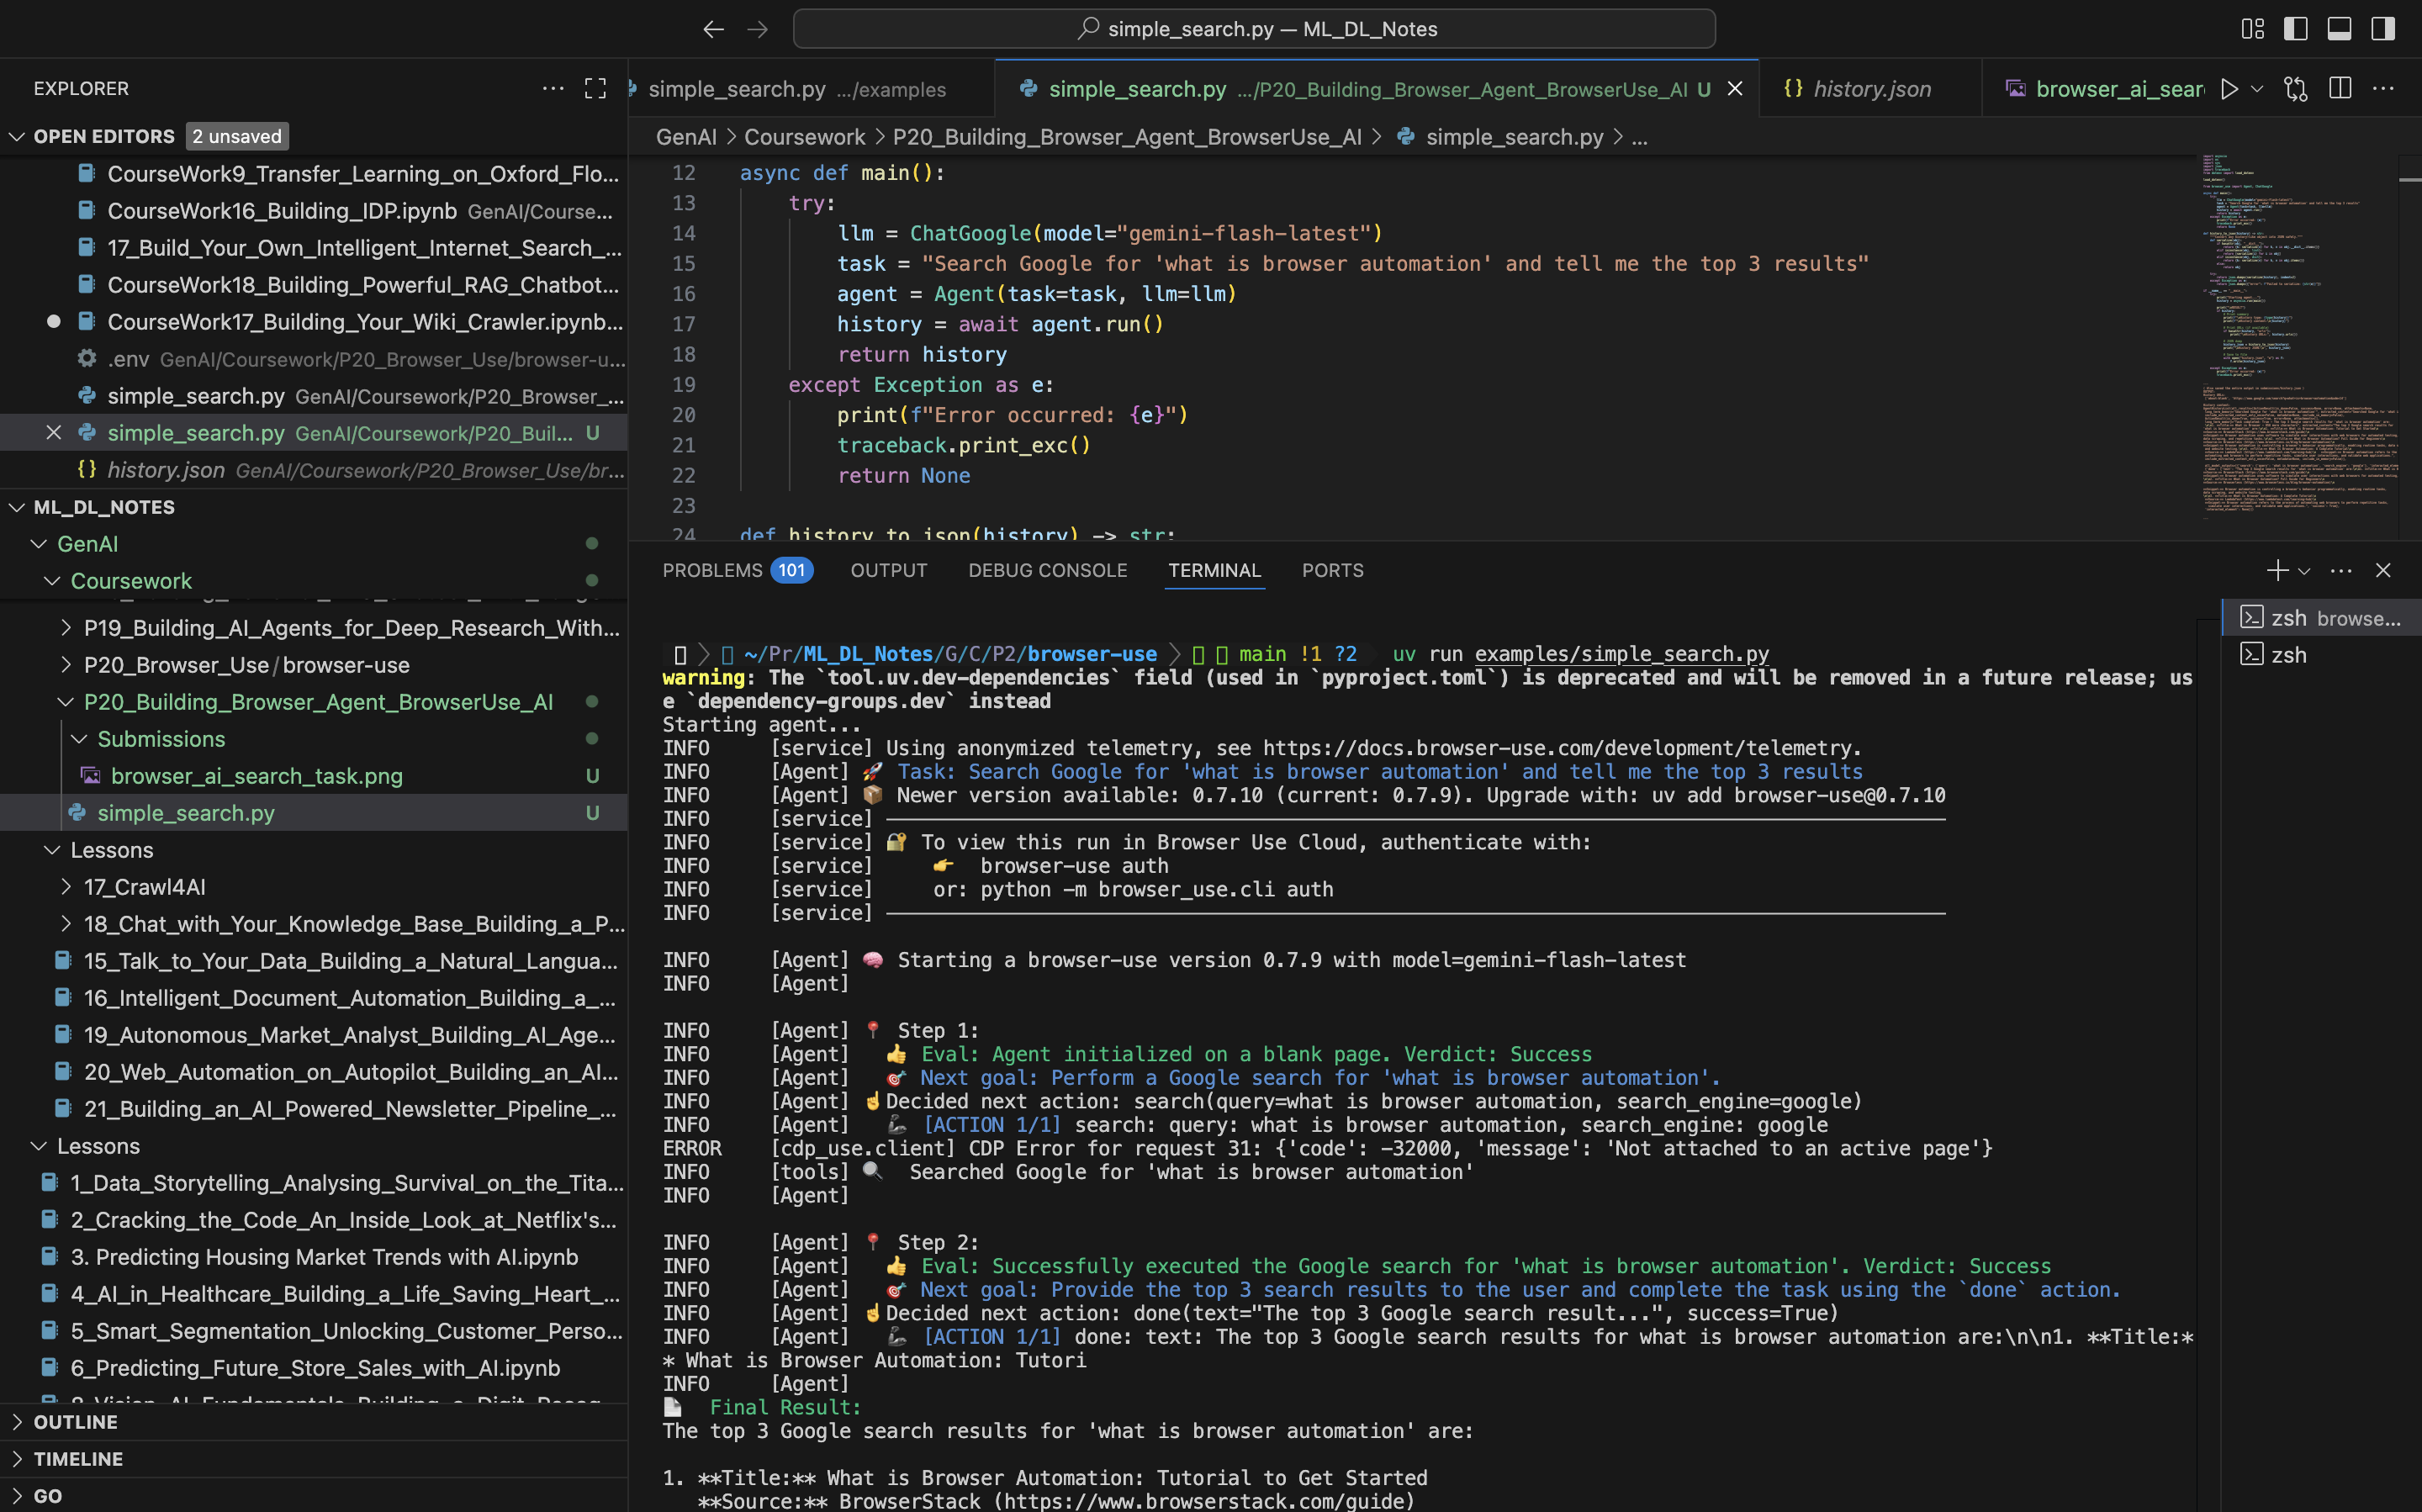 simple_search.py — ML_DL_Notes
EXPLORER
OPEN EDITORS 2 unsaved
CourseWork9_Transfer_Learning_on_Oxford_Flo...
CourseWork16_Building_IDP.ipynb GenAI/Course...
17_Build_Your_Own_Intelligent_Internet_Search_...
CourseWork18_Building_Powerful_RAG_Chatbot...
CourseWork17_Building_Your_Wiki_Crawler.ipynb...
.env GenAI/Coursework/P20_Browser_Use/browser-u...
simple_search.py GenAI/Coursework/P20_Browser_...
simple_search.py GenAI/Coursework/P20_Buil... U
{} history.json GenAI/Coursework/P20_Browser_Use/br...
ML_DL_NOTES
GenAI
Coursework
P19_Building_AI_Agents_for_Deep_Research_With...
P20_Browser_Use/browser-use
P20_Building_Browser_Agent_BrowserUse_AI
Submissions
browser_ai_search_task.png U
simple_search.py U
Lessons
17_Crawl4AI
18_Chat_with_Your_Knowledge_Base_Building_a_P...
15_Talk_to_Your_Data_Building_a_Natural_Langua...
16_Intelligent_Document_Automation_Building_a_...
19_Autonomous_Market_Analyst_Building_AI_Age...
20_Web_Automation_on_Autopilot_Building_an_AI...
21_Building_an_AI_Powered_Newsletter_Pipeline_...
Lessons
1_Data_Storytelling_Analysing_Survival_on_the_Tita...
2_Cracking_the_Code_An_Inside_Look_at_Netflix's...
3. Predicting Housing Market Trends with AI.ipynb
4_AI_in_Healthcare_Building_a_Life_Saving_Heart_...
5_Smart_Segmentation_Unlocking_Customer_Perso...
6_Predicting_Future_Store_Sales_with_AI.ipynb
OUTLINE
TIMELINE
GO
simple_search.py .../examples
simple_search.py .../P20_Building_Browser_Agent_BrowserUse_AI U
{} history.json
browser_ai_sear
GenAI > Coursework > P20_Building_Browser_Agent_BrowserUse_AI > simple_search.py > ...
12 async def main():
13 try:
14 llm = ChatGoogle(model="gemini-flash-latest")
15 task = "Search Google for 'what is browser automation' and tell me the top 3 results"
16 agent = Agent(task=task, llm=llm)
17 history = await agent.run()
18 return history
19 except Exception as e:
20 print(f"Error occurred: {e}")
21 traceback.print_exc()
22 return None
23
24 def history_to_json(history) -> str:
PROBLEMS 101 OUTPUT DEBUG CONSOLE TERMINAL PORTS
zsh browse...
zsh
~/Pr/ML_DL_Notes/G/C/P2/browser-use main !1 ?2 uv run examples/simple_search.py
warning: The `tool.uv.dev-dependencies` field (used in `pyproject.toml`) is deprecated and will be removed in a future release; us
e `dependency-groups.dev` instead
Starting agent...
INFO [service] Using anonymized telemetry, see https://docs.browser-use.com/development/telemetry.
INFO [Agent] 🚀 Task: Search Google for 'what is browser automation' and tell me the top 3 results
INFO [Agent] 📦 Newer version available: 0.7.10 (current: 0.7.9). Upgrade with: uv add browser-use@0.7.10
INFO [service] ──────────
INFO [service] 🔐 To view this run in Browser Use Cloud, authenticate with:
INFO [service] 👉 browser-use auth
INFO [service] or: python -m browser_use.cli auth
INFO [service] ──────────
INFO [Agent] 🧠 Starting a browser-use version 0.7.9 with model=gemini-flash-latest
INFO [Agent]
INFO [Agent] 📍 Step 1:
INFO [Agent] 👍 Eval: Agent initialized on a blank page. Verdict: Success
INFO [Agent] 🎯 Next goal: Perform a Google search for 'what is browser automation'.
INFO [Agent] ☝️Decided next action: search(query=what is browser automation, search_engine=google)
INFO [Agent] 🦾 [ACTION 1/1] search: query: what is browser automation, search_engine: google
ERROR [cdp_use.client] CDP Error for request 31: {'code': -32000, 'message': 'Not attached to an active page'}
INFO [tools] 🔍 Searched Google for 'what is browser automation'
INFO [Agent]
INFO [Agent] 📍 Step 2:
INFO [Agent] 👍 Eval: Successfully executed the Google search for 'what is browser automation'. Verdict: Success
INFO [Agent] 🎯 Next goal: Provide the top 3 search results to the user and complete the task using the `done` action.
INFO [Agent] ☝️Decided next action: done(text="The top 3 Google search result...", success=True)
INFO [Agent] 🦾 [ACTION 1/1] done: text: The top 3 Google search results for what is browser automation are:\n\n1. **Title:*
* What is Browser Automation: Tutori
INFO [Agent]
📄 Final Result:
The top 3 Google search results for 'what is browser automation' are:
1. **Title:** What is Browser Automation: Tutorial to Get Started
**Source:** BrowserStack (https://www.browserstack.com/guide)